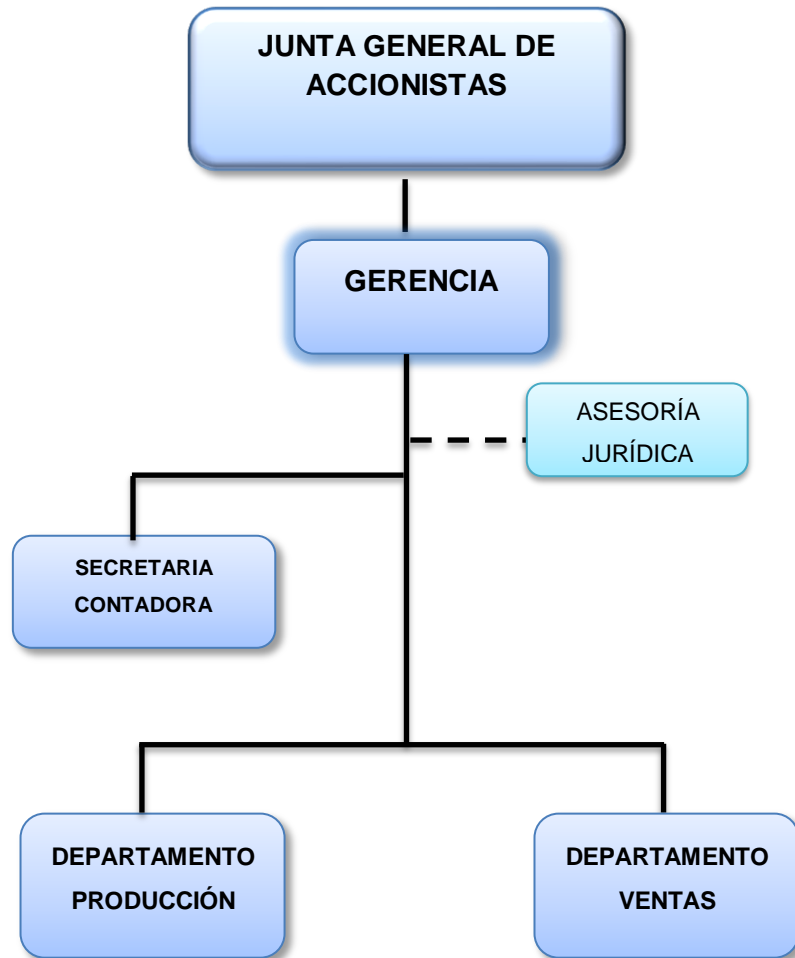 JUNTA GENERAL DE
ACCIONISTAS
GERENCIA
ASESORÍA
JURÍDICA
SECRETARIA
CONTADORA
DEPARTAMENTO
PRODUCCIÓN
DEPARTAMENTO
VENTAS